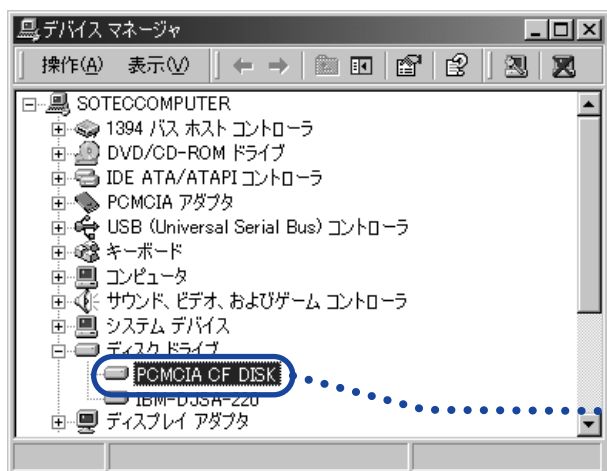 デバイス マネージャ
操作(A) 表示(V)
SOTECCOMPUTER
1394 バス ホスト コントローラ
DVD/CD-ROM ドライブ
IDE ATA/ATAPI コントローラ
PCMCIA アダプタ
USB (Universal Serial Bus) コントローラ
キーボード
コンピュータ
サウンド、ビデオ、およびゲーム コントローラ
システム デバイス
ディスク ドライブ
PCMCIA CF DISK
IBM-DJSA-220
ディスプレイ アダプタ